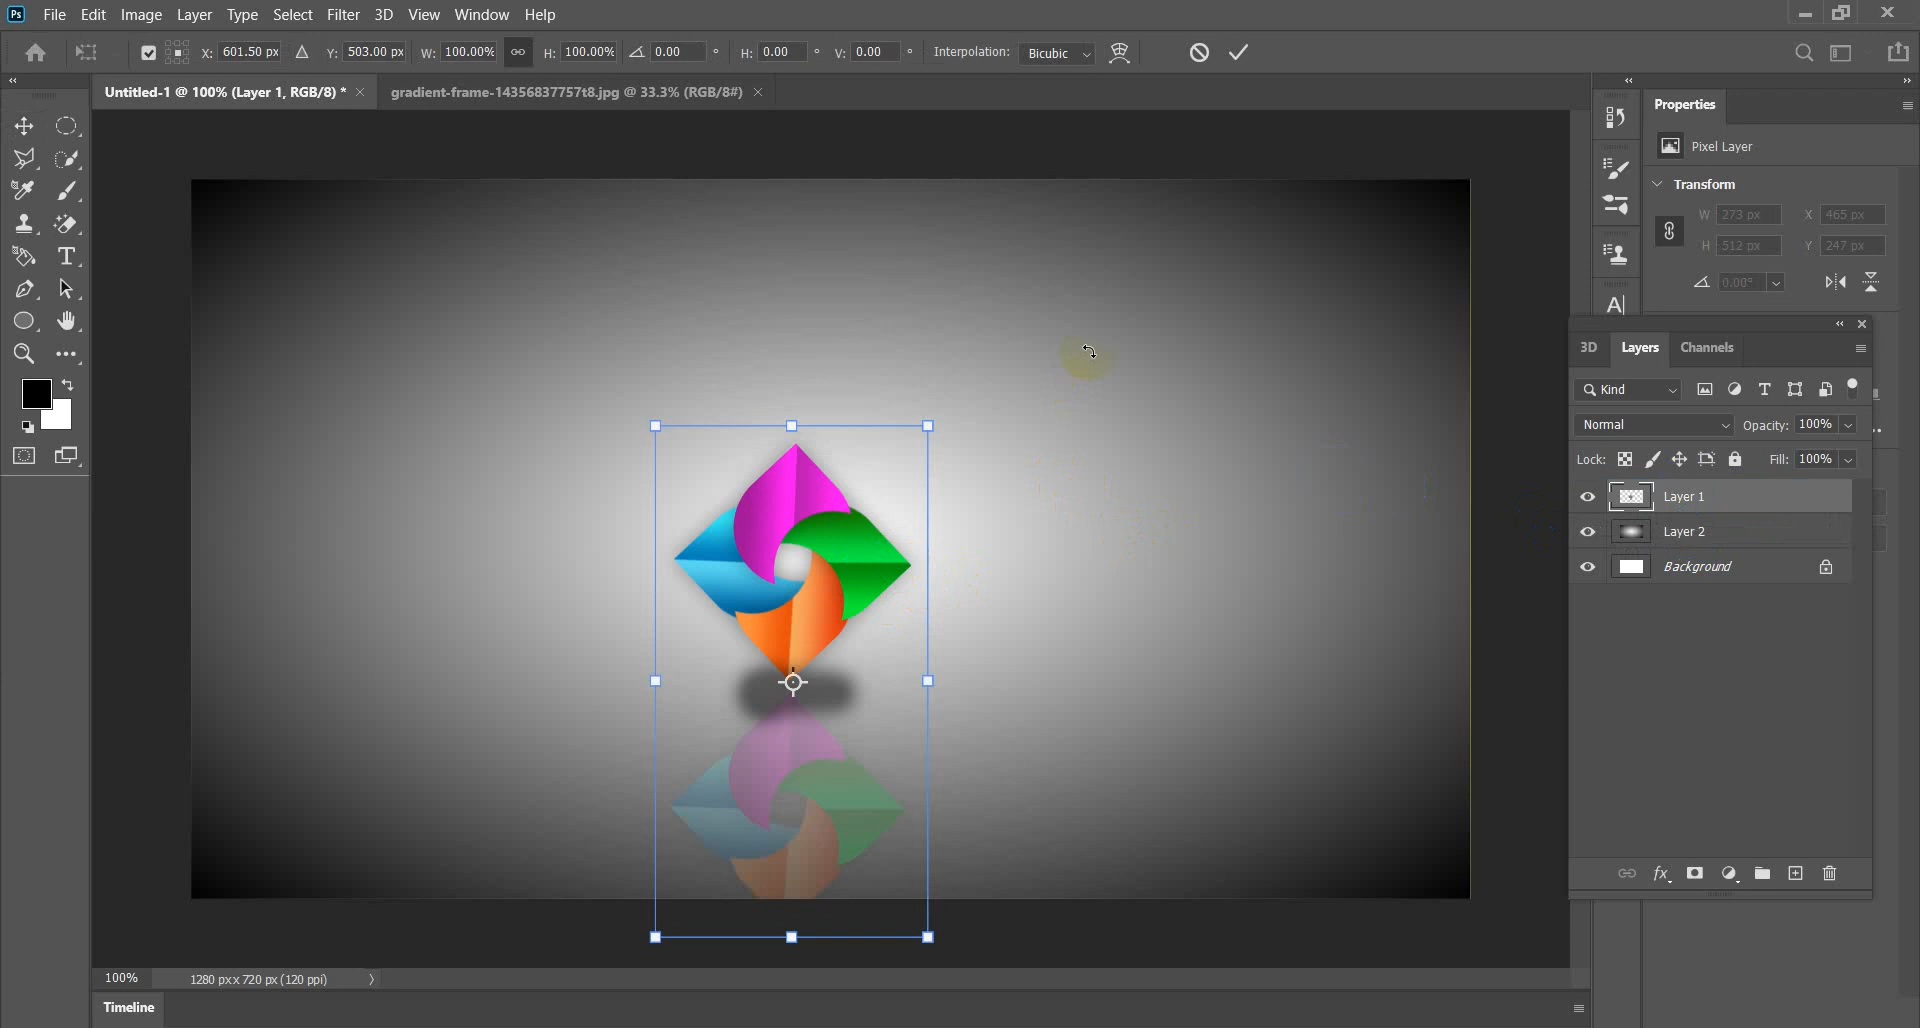 Ps File Edit Image Layer Type Select Filter 3D View Window Help
X: 601.50 px Y: 503.00 px W: 100.00% H: 100.00% 0.00 ° H: 0.00 ° V: 0.00 ° Interpolation: Bicubic
Untitled-1 @ 100% (Layer 1, RGB/8) * × gradient-frame-14356837757t8.jpg @ 33.3% (RGB/8#) ×
Properties
Pixel Layer
Transform
W 273 px X 465 px
H 512 px Y 247 px
0.00°
A
3D Layers Channels
Kind
Normal Opacity: 100%
Lock: Fill: 100%
Layer 1
Layer 2
Background
fx
100% 1280 px x 720 px (120 ppi)
Timeline